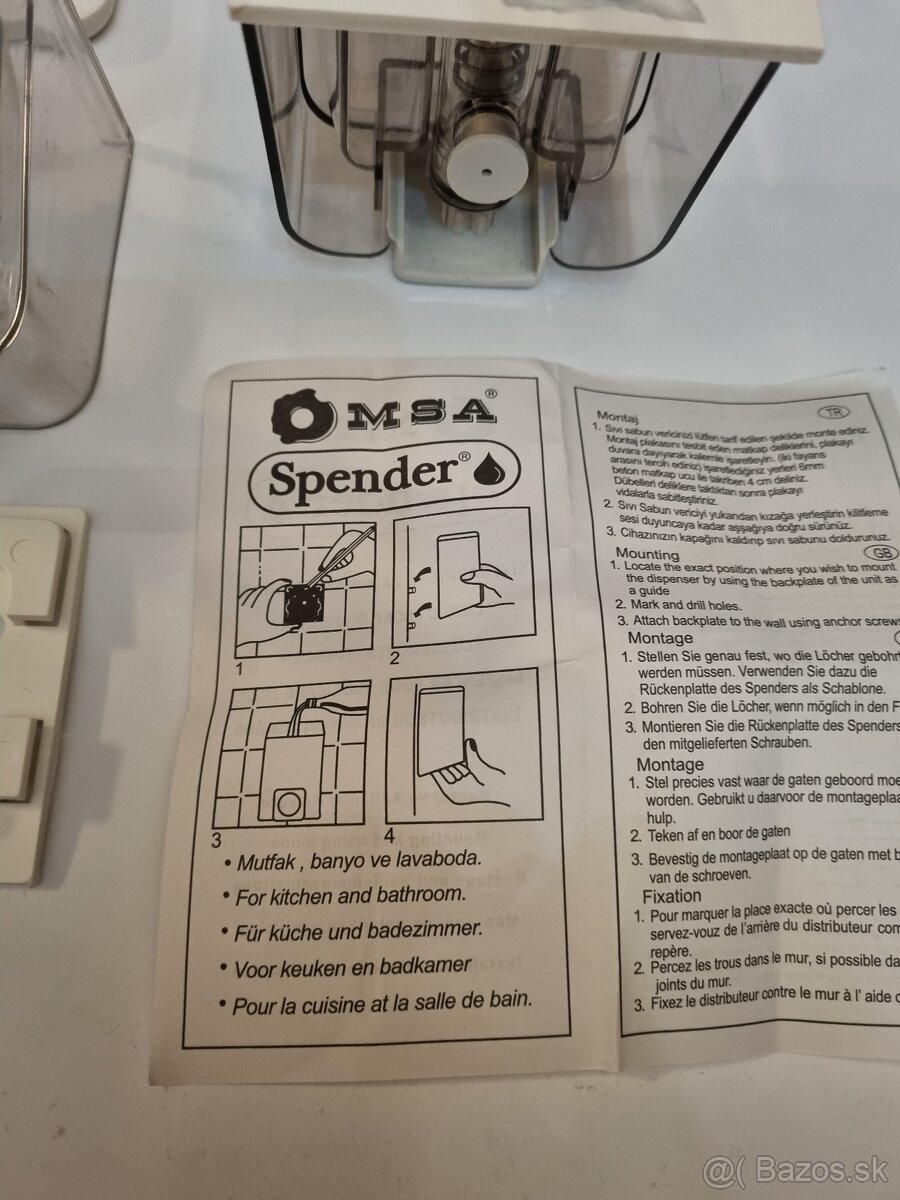 OMSA®
Spender®
1
2
3
4
• Mutfak , banyo ve lavaboda.
• For kitchen and bathroom.
• Für küche und badezimmer.
• Voor keuken en badkamer
• Pour la cuisine at la salle de bain.
Montaj
TR
1. Sıvı sabun vericinizi lütfen tarif edilen şekilde monte ediniz.
Montaj plakasını tesbit eden matkap deliklerini, plakayı
duvara dayıyarak kalemle işaretleyin. (İki fayans
arasını tercih ediniz) işaretlediğiniz yerleri 6mm
beton matkap ucu ile takriben 4 cm deliniz.
Dübelleri deliklere taktıktan sonra plakayı
vidalarla sabitleştiriniz.
2. Sıvı Sabun vericiyi yukarıdan kızağa yerleştirin kilitleme
sesi duyuncaya kadar aşşağıya doğru sürünüz.
3. Cihazınızın kapağını kaldırıp sıvı sabunu doldurunuz.
Mounting
GB
1. Locate the exact position where you wish to mount
the dispenser by using the backplate of the unit as
a guide
2. Mark and drill holes.
3. Attach backplate to the wall using anchor screws
Montage
1. Stellen Sie genau fest, wo die Löcher gebohrt
werden müssen. Verwenden Sie dazu die
Rückenplatte des Spenders als Schablone.
2. Bohren Sie die Löcher, wenn möglich in den F
3. Montieren Sie die Rückenplatte des Spenders
den mitgelieferten Schrauben.
Montage
1. Stel precies vast waar de gaten geboord moe
worden. Gebruikt u daarvoor de montageplaa
hulp.
2. Teken af en boor de gaten
3. Bevestig de montageplaat op de gaten met b
van de schroeven.
Fixation
1. Pour marquer la place exacte où percer les
servez-vouz de l'arrière du distributeur com
repère.
2. Percez les trous dans le mur, si possible da
joints du mur.
3. Fixez le distributeur contre le mur à l' aide d
@( Bazos.sk